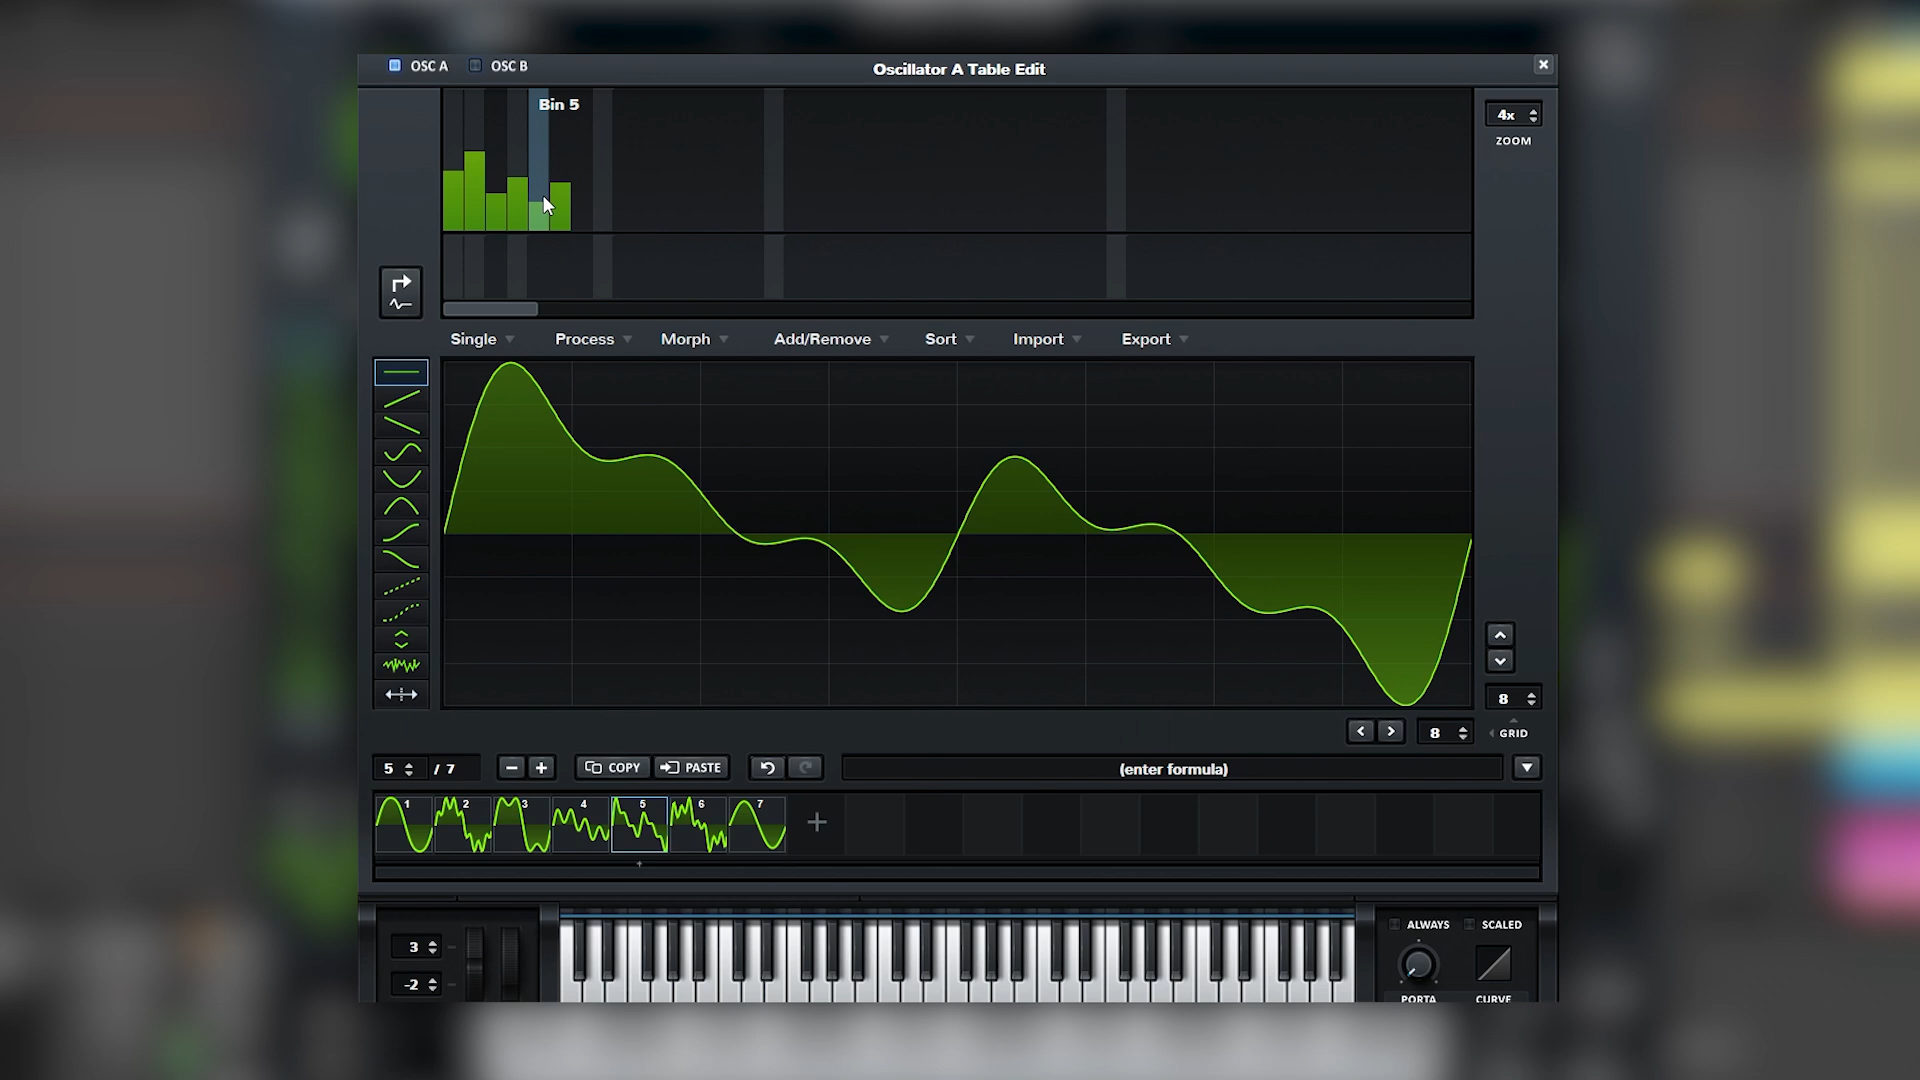 OSC A OSC B Oscillator A Table Edit
Bin 5
4x
ZOOM
Single Process Morph Add/Remove Sort Import Export
8
8 GRID
5 / 7 COPY PASTE (enter formula)
1 2 3 4 5 6 7
ALWAYS SCALED
3
-2
PORTA CURVE